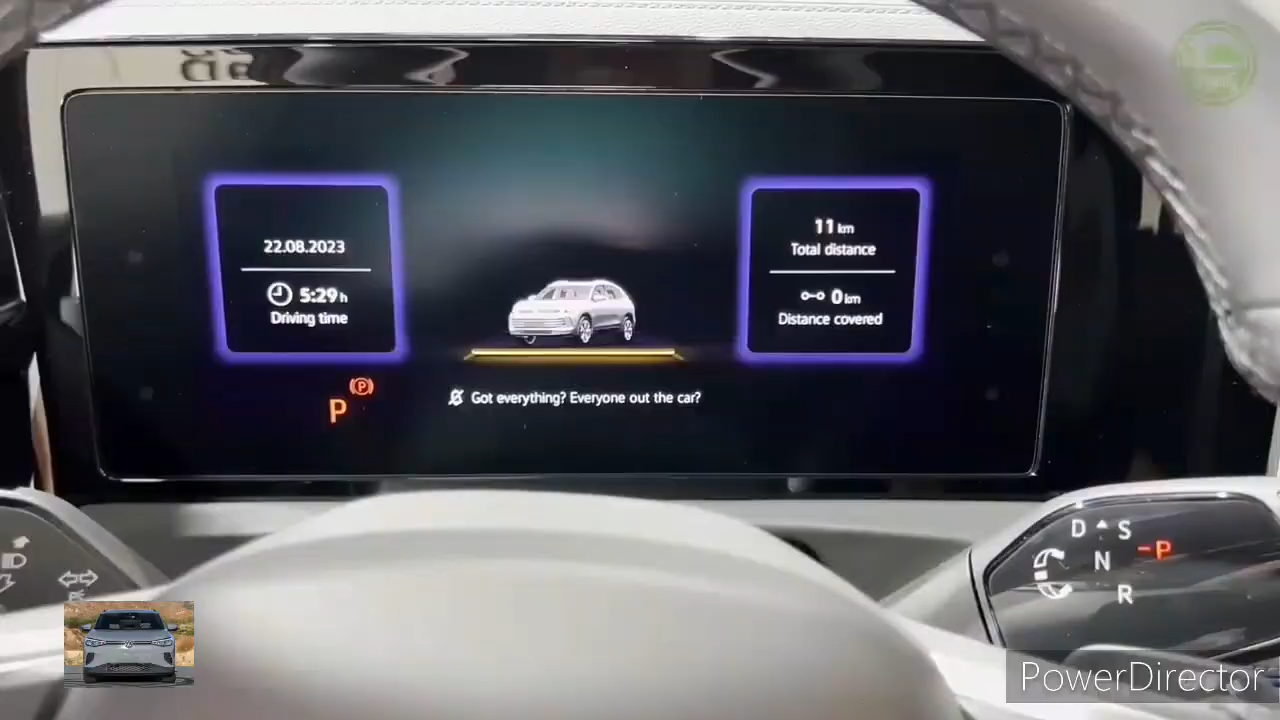 22.08.2023
5:29 h
Driving time
11 km
Total distance
0 km
Distance covered
P (P)
Got everything? Everyone out the car?
D S
N
- P
R
PowerDirector